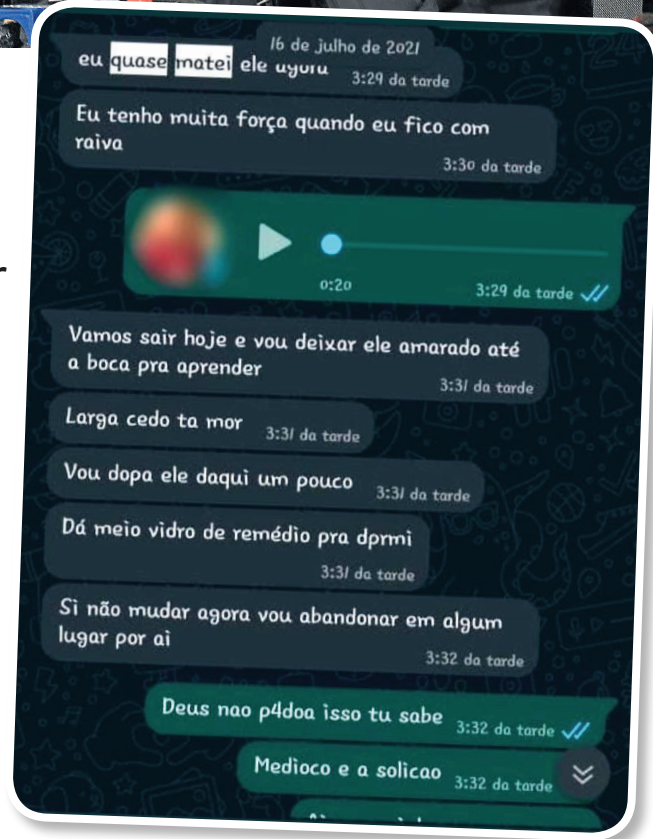 16 de julho de 2021
eu quase matei ele
3:29 da tarde
Eu tenho muita força quando eu fico com
raiva
3:30 da tarde
0:20
3:29 da tarde
Vamos sair hoje e vou deixar ele amarado até
a boca pra aprender
3:31 da tarde
Larga cedo ta mor
3:31 da tarde
Vou dopa ele daqui um pouco
3:31 da tarde
Dá meio vidro de remédio pra dprmi
3:31 da tarde
Si não mudar agora vou abandonar em algum
lugar por ai
3:32 da tarde
Deus nao p4doa isso tu sabe
3:32 da tarde
Medioco e a solicao
3:32 da tarde